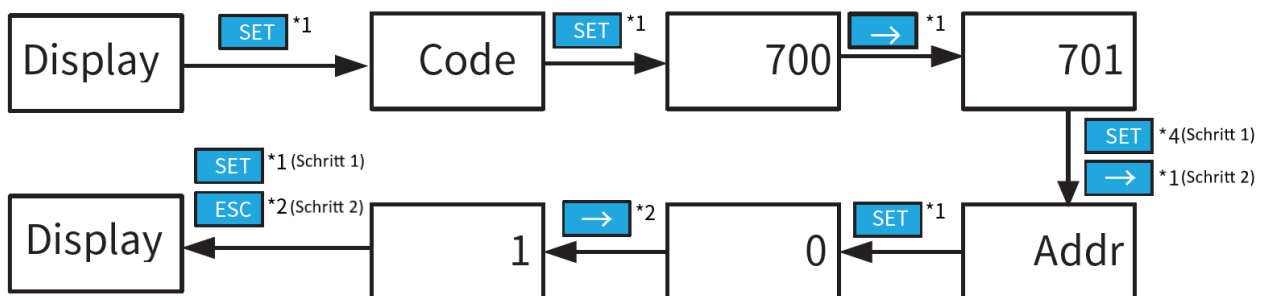 SET *1
SET *1
→ *1
Display
Code
700
701
SET *4 (Schritt 1)
→ *1 (Schritt 2)
SET *1 (Schritt 1)
ESC *2 (Schritt 2)
→ *2
SET *1
Display
1
0
Addr